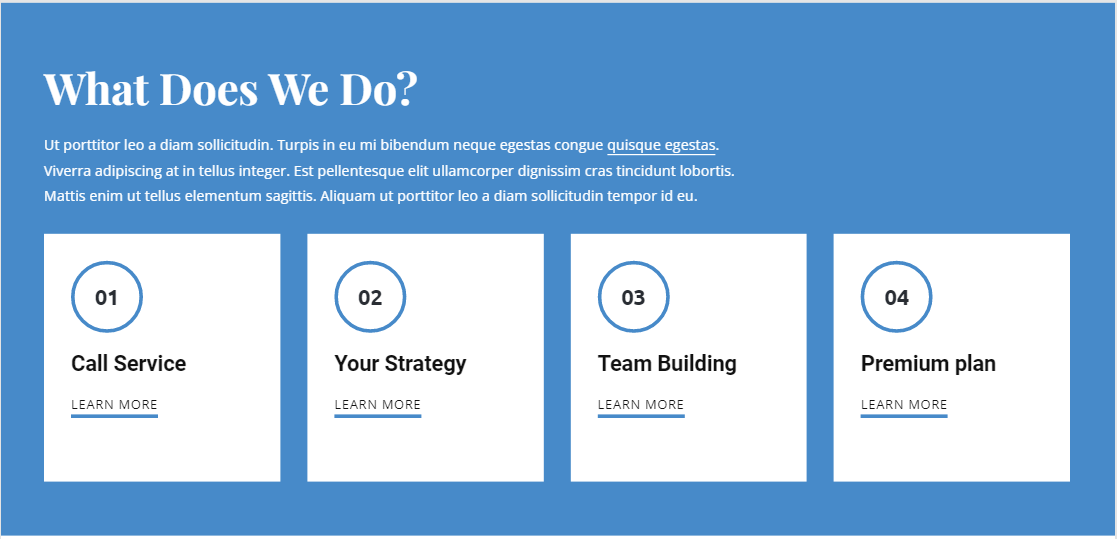 What Does We Do?
Ut porttitor leo a diam sollicitudin. Turpis in eu mi bibendum neque egestas congue quisque egestas.
Viverra adipiscing at in tellus integer. Est pellentesque elit ullamcorper dignissim cras tincidunt lobortis.
Mattis enim ut tellus elementum sagittis. Aliquam ut porttitor leo a diam sollicitudin tempor id eu.
01
Call Service
LEARN MORE
02
Your Strategy
LEARN MORE
03
Team Building
LEARN MORE
04
Premium plan
LEARN MORE